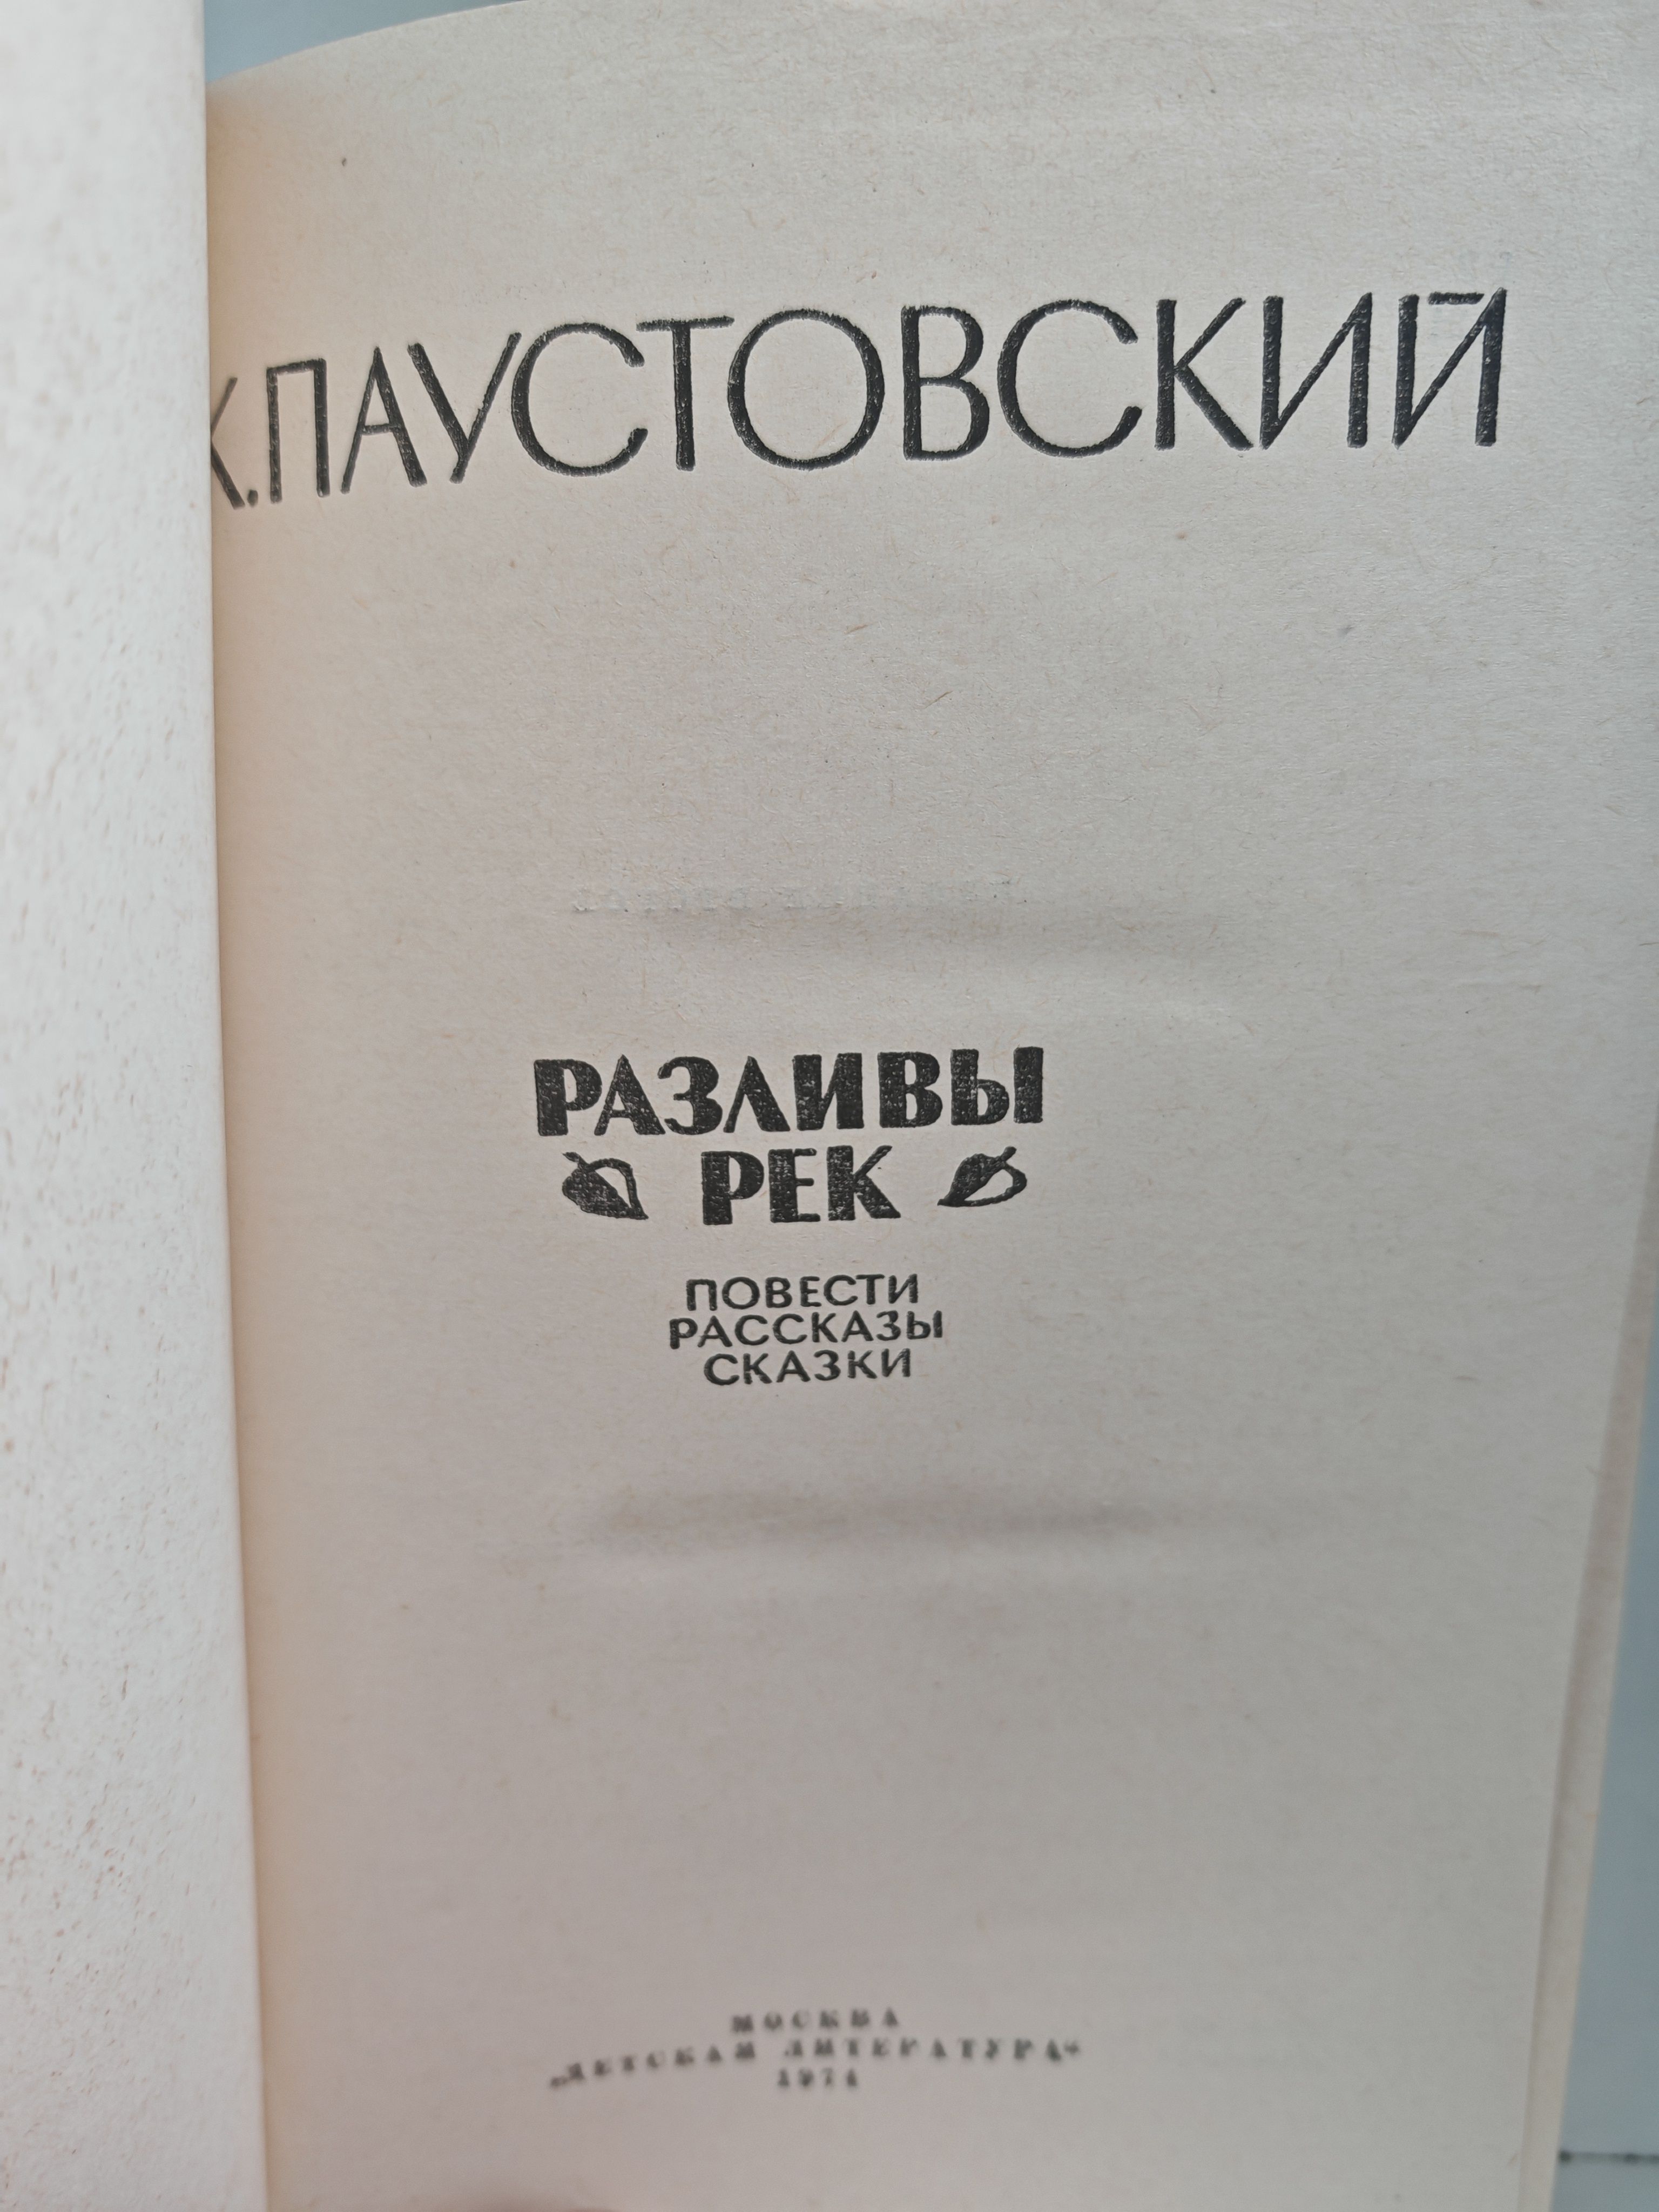 К.ПАУСТОВСКИЙ
РАЗЛИВЫ
РЕК
ПОВЕСТИ
РАССКАЗЫ
СКАЗКИ
МОСКВА
„ДЕТСКАЯ ЛИТЕРАТУРА“